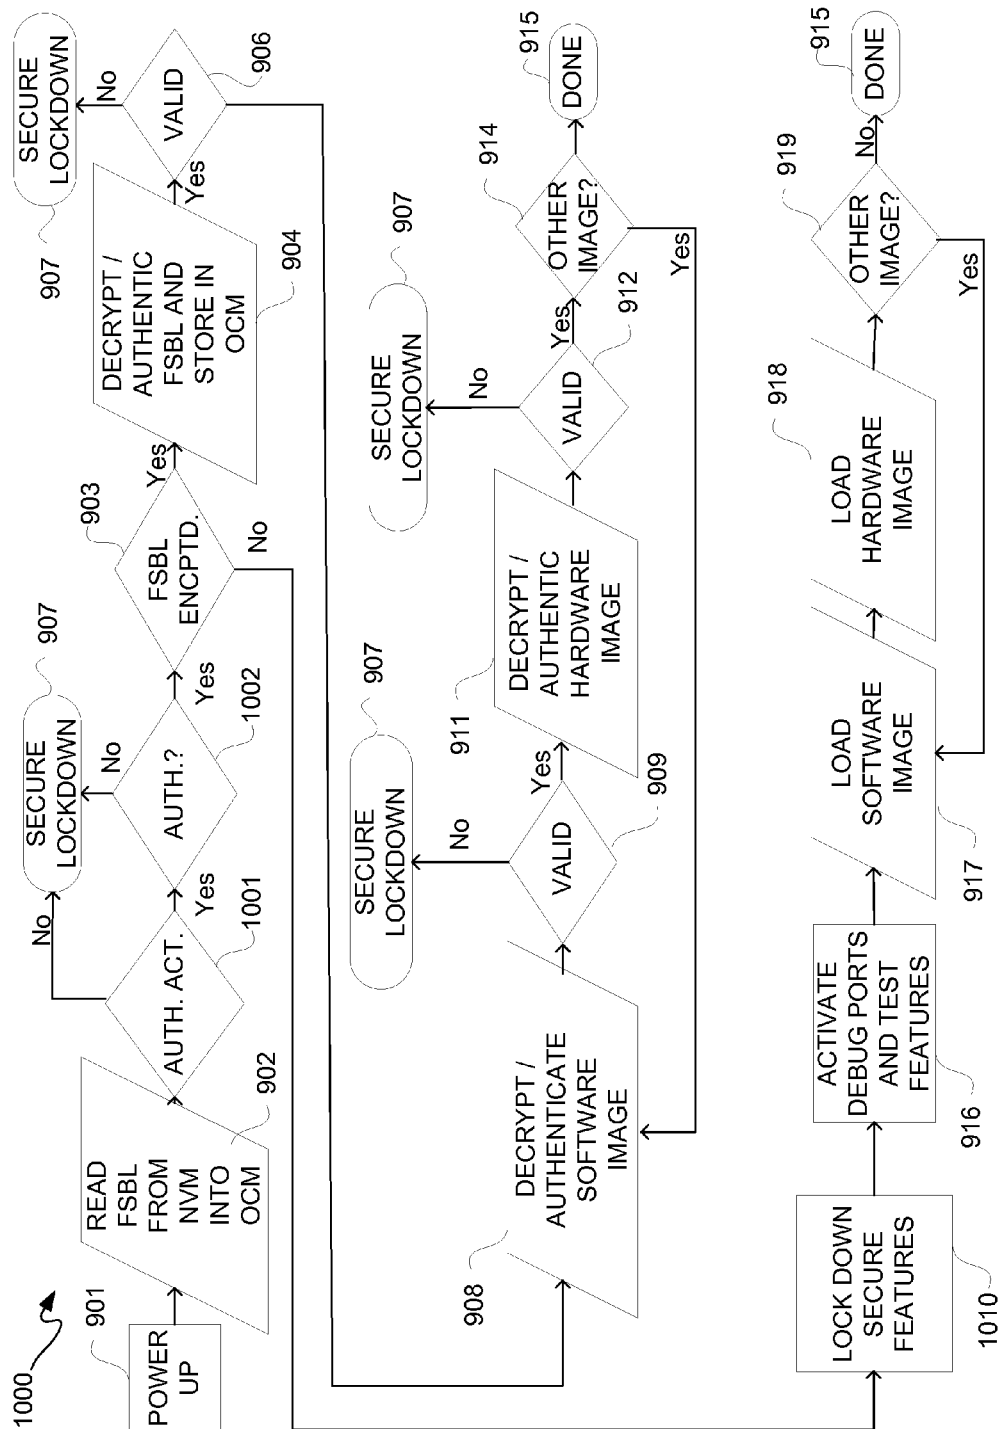 1000
901
POWER
UP
READ
FSBL
FROM
NVM
INTO
OCM
902
AUTH. ACT.
1001
No
Yes
SECURE
LOCKDOWN
907
AUTH.?
1002
No
Yes
FSBL
ENCPTD.
903
Yes
No
DECRYPT /
AUTHENTIC
FSBL AND
STORE IN
OCM
904
Yes
VALID
906
No
SECURE
LOCKDOWN
907
908
DECRYPT /
AUTHENTICATE
SOFTWARE
IMAGE
VALID
909
No
SECURE
LOCKDOWN
907
Yes
911
DECRYPT /
AUTHENTIC
HARDWARE
IMAGE
VALID
912
No
SECURE
LOCKDOWN
907
Yes
OTHER
IMAGE?
914
Yes
DONE
915
LOCK DOWN
SECURE
FEATURES
1010
ACTIVATE
DEBUG PORTS
AND TEST
FEATURES
916
LOAD
SOFTWARE
IMAGE
917
LOAD
HARDWARE
IMAGE
918
OTHER
IMAGE?
919
Yes
No
DONE
915